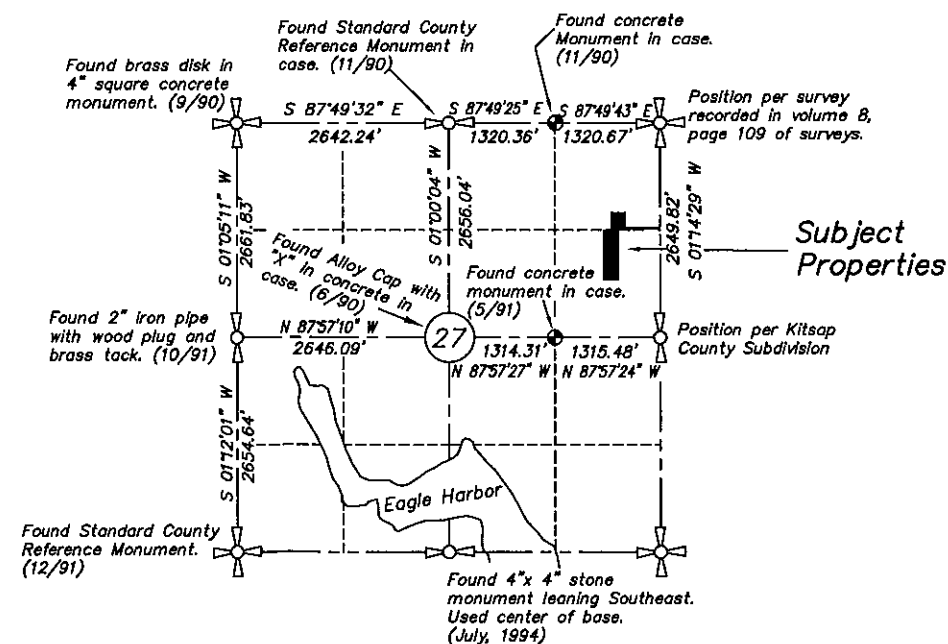 Found Standard County
Reference Monument in
case. (11/90)
Found concrete
Monument in case.
(11/90)
Found brass disk in
4" square concrete
monument. (9/90)
S 87°49'32" E
2642.24'
S 87°49'25" E
1320.36'
S 87°49'43" E
1320.67'
Position per survey
recorded in volume 8,
page 109 of surveys.
S 01°05'11" W
2661.83'
S 01°00'04" W
2656.04'
S 01°14'29" W
2649.82'
Subject
Properties
Found Alloy Cap with
"X" in concrete in
case. (6/90)
Found concrete
monument in case.
(5/91)
Found 2" iron pipe
with wood plug and
brass tack. (10/91)
N 87°57'10" W
2646.09'
27
1314.31'
N 87°57'27" W
1315.48'
N 87°57'24" W
Position per Kitsap
County Subdivision
S 01°12'01" W
2654.64'
Eagle Harbor
Found Standard County
Reference Monument.
(12/91)
Found 4"x 4" stone
monument leaning Southeast.
Used center of base.
(July, 1994)